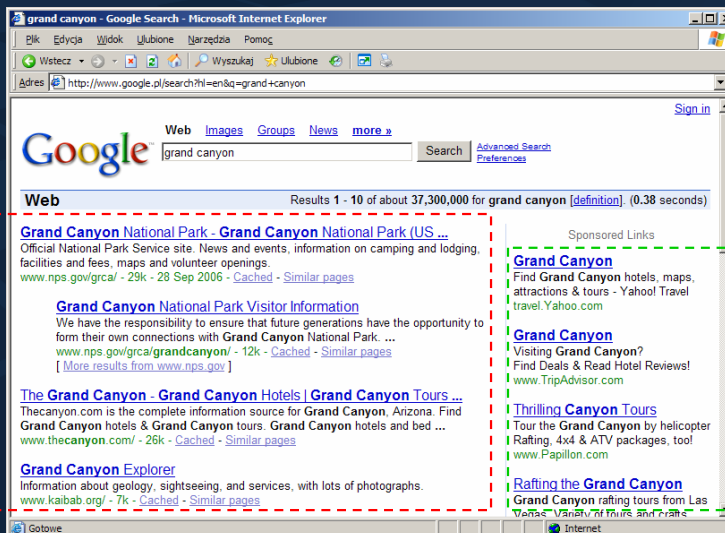 grand canyon - Google Search - Microsoft Internet Explorer
Plik Edycja Widok Ulubione Narzędzia Pomoc
Wstecz Wyszukaj Ulubione
Adres http://www.google.pl/search?hl=en&q=grand+canyon
Sign in
Web Images Groups News more »
Google™ grand canyon Search Advanced Search
Preferences
Web Results 1 - 10 of about 37,300,000 for grand canyon [definition]. (0.38 seconds)
Grand Canyon National Park - Grand Canyon National Park (US ...
Official National Park Service site. News and events, information on camping and lodging,
facilities and fees, maps and volunteer openings.
www.nps.gov/grca/ - 29k - 28 Sep 2006 - Cached - Similar pages
Grand Canyon National Park Visitor Information
We have the responsibility to ensure that future generations have the opportunity to
form their own connections with Grand Canyon National Park. ...
www.nps.gov/grca/grandcanyon/ - 12k - Cached - Similar pages
[ More results from www.nps.gov ]
The Grand Canyon - Grand Canyon Hotels | Grand Canyon Tours ...
Thecanyon.com is the complete information source for Grand Canyon, Arizona. Find
Grand Canyon hotels & Grand Canyon tours. Grand Canyon hotels and bed ...
www.thecanyon.com/ - 26k - Cached - Similar pages
Grand Canyon Explorer
Information about geology, sightseeing, and services, with lots of photographs.
www.kaibab.org/ - 7k - Cached - Similar pages
Sponsored Links
Grand Canyon
Find Grand Canyon hotels, maps,
attractions & tours - Yahoo! Travel
travel.Yahoo.com
Grand Canyon
Visiting Grand Canyon?
Find Deals & Read Hotel Reviews!
www.TripAdvisor.com
Thrilling Canyon Tours
Tour the Grand Canyon by helicopter
Rafting, 4x4 & ATV packages, too!
www.Papillon.com
Rafting the Grand Canyon
Grand Canyon rafting tours from Las
Vegas. Variety of tours and crafts
Gotowe Internet